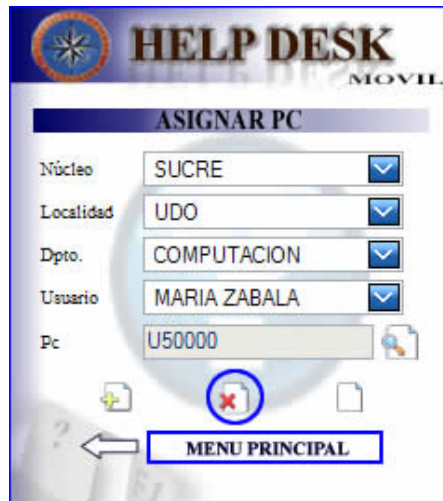 HELP DESK
MOVIL
ASIGNAR PC
Núcleo SUCRE
Localidad UDO
Dpto. COMPUTACION
Usuario MARIA ZABALA
Pc U50000
MENU PRINCIPAL